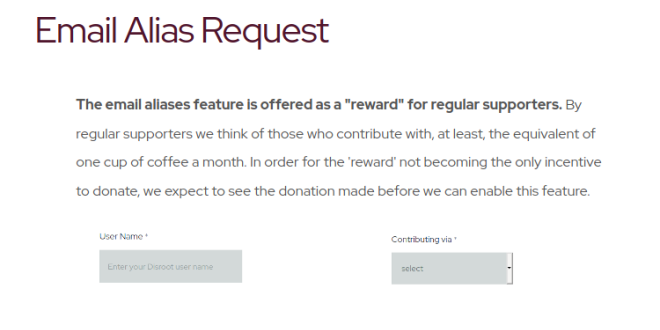 Email Alias Request
The email aliases feature is offered as a "reward" for regular supporters. By
regular supporters we think of those who contribute with, at least, the equivalent of
one cup of coffee a month. In order for the 'reward' not becoming the only incentive
to donate, we expect to see the donation made before we can enable this feature.
User Name *
Contributing via *
Enter your Disroot user name
select